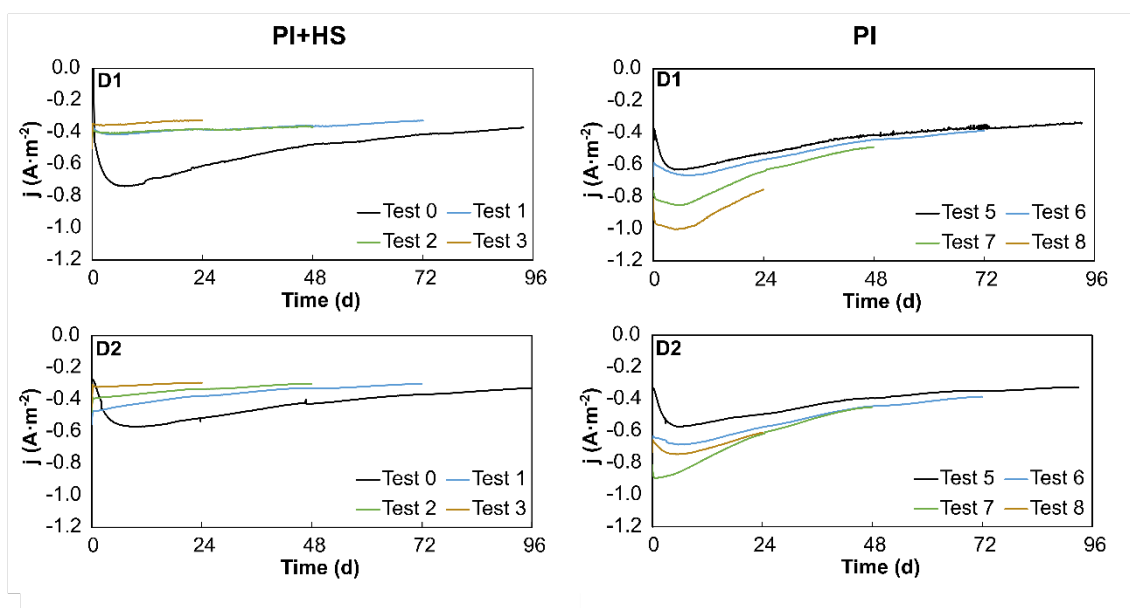 PI+HS
PI
D1
0.0
-0.2
-0.4
-0.6
-0.8
-1.0
-1.2
j (A·m⁻²)
Test 0 Test 1
Test 2 Test 3
0 24 48 72 96
Time (d)
D1
0.0
-0.2
-0.4
-0.6
-0.8
-1.0
-1.2
j (A·m⁻²)
Test 5 Test 6
Test 7 Test 8
0 24 48 72 96
Time (d)
D2
0.0
-0.2
-0.4
-0.6
-0.8
-1.0
-1.2
j (A·m⁻²)
Test 0 Test 1
Test 2 Test 3
0 24 48 72 96
Time (d)
D2
0.0
-0.2
-0.4
-0.6
-0.8
-1.0
-1.2
j (A·m⁻²)
Test 5 Test 6
Test 7 Test 8
0 24 48 72 96
Time (d)